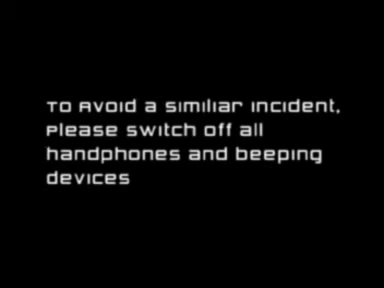 To Avoid a similiar incident,
Please switch off all
handphones and beeping
devices